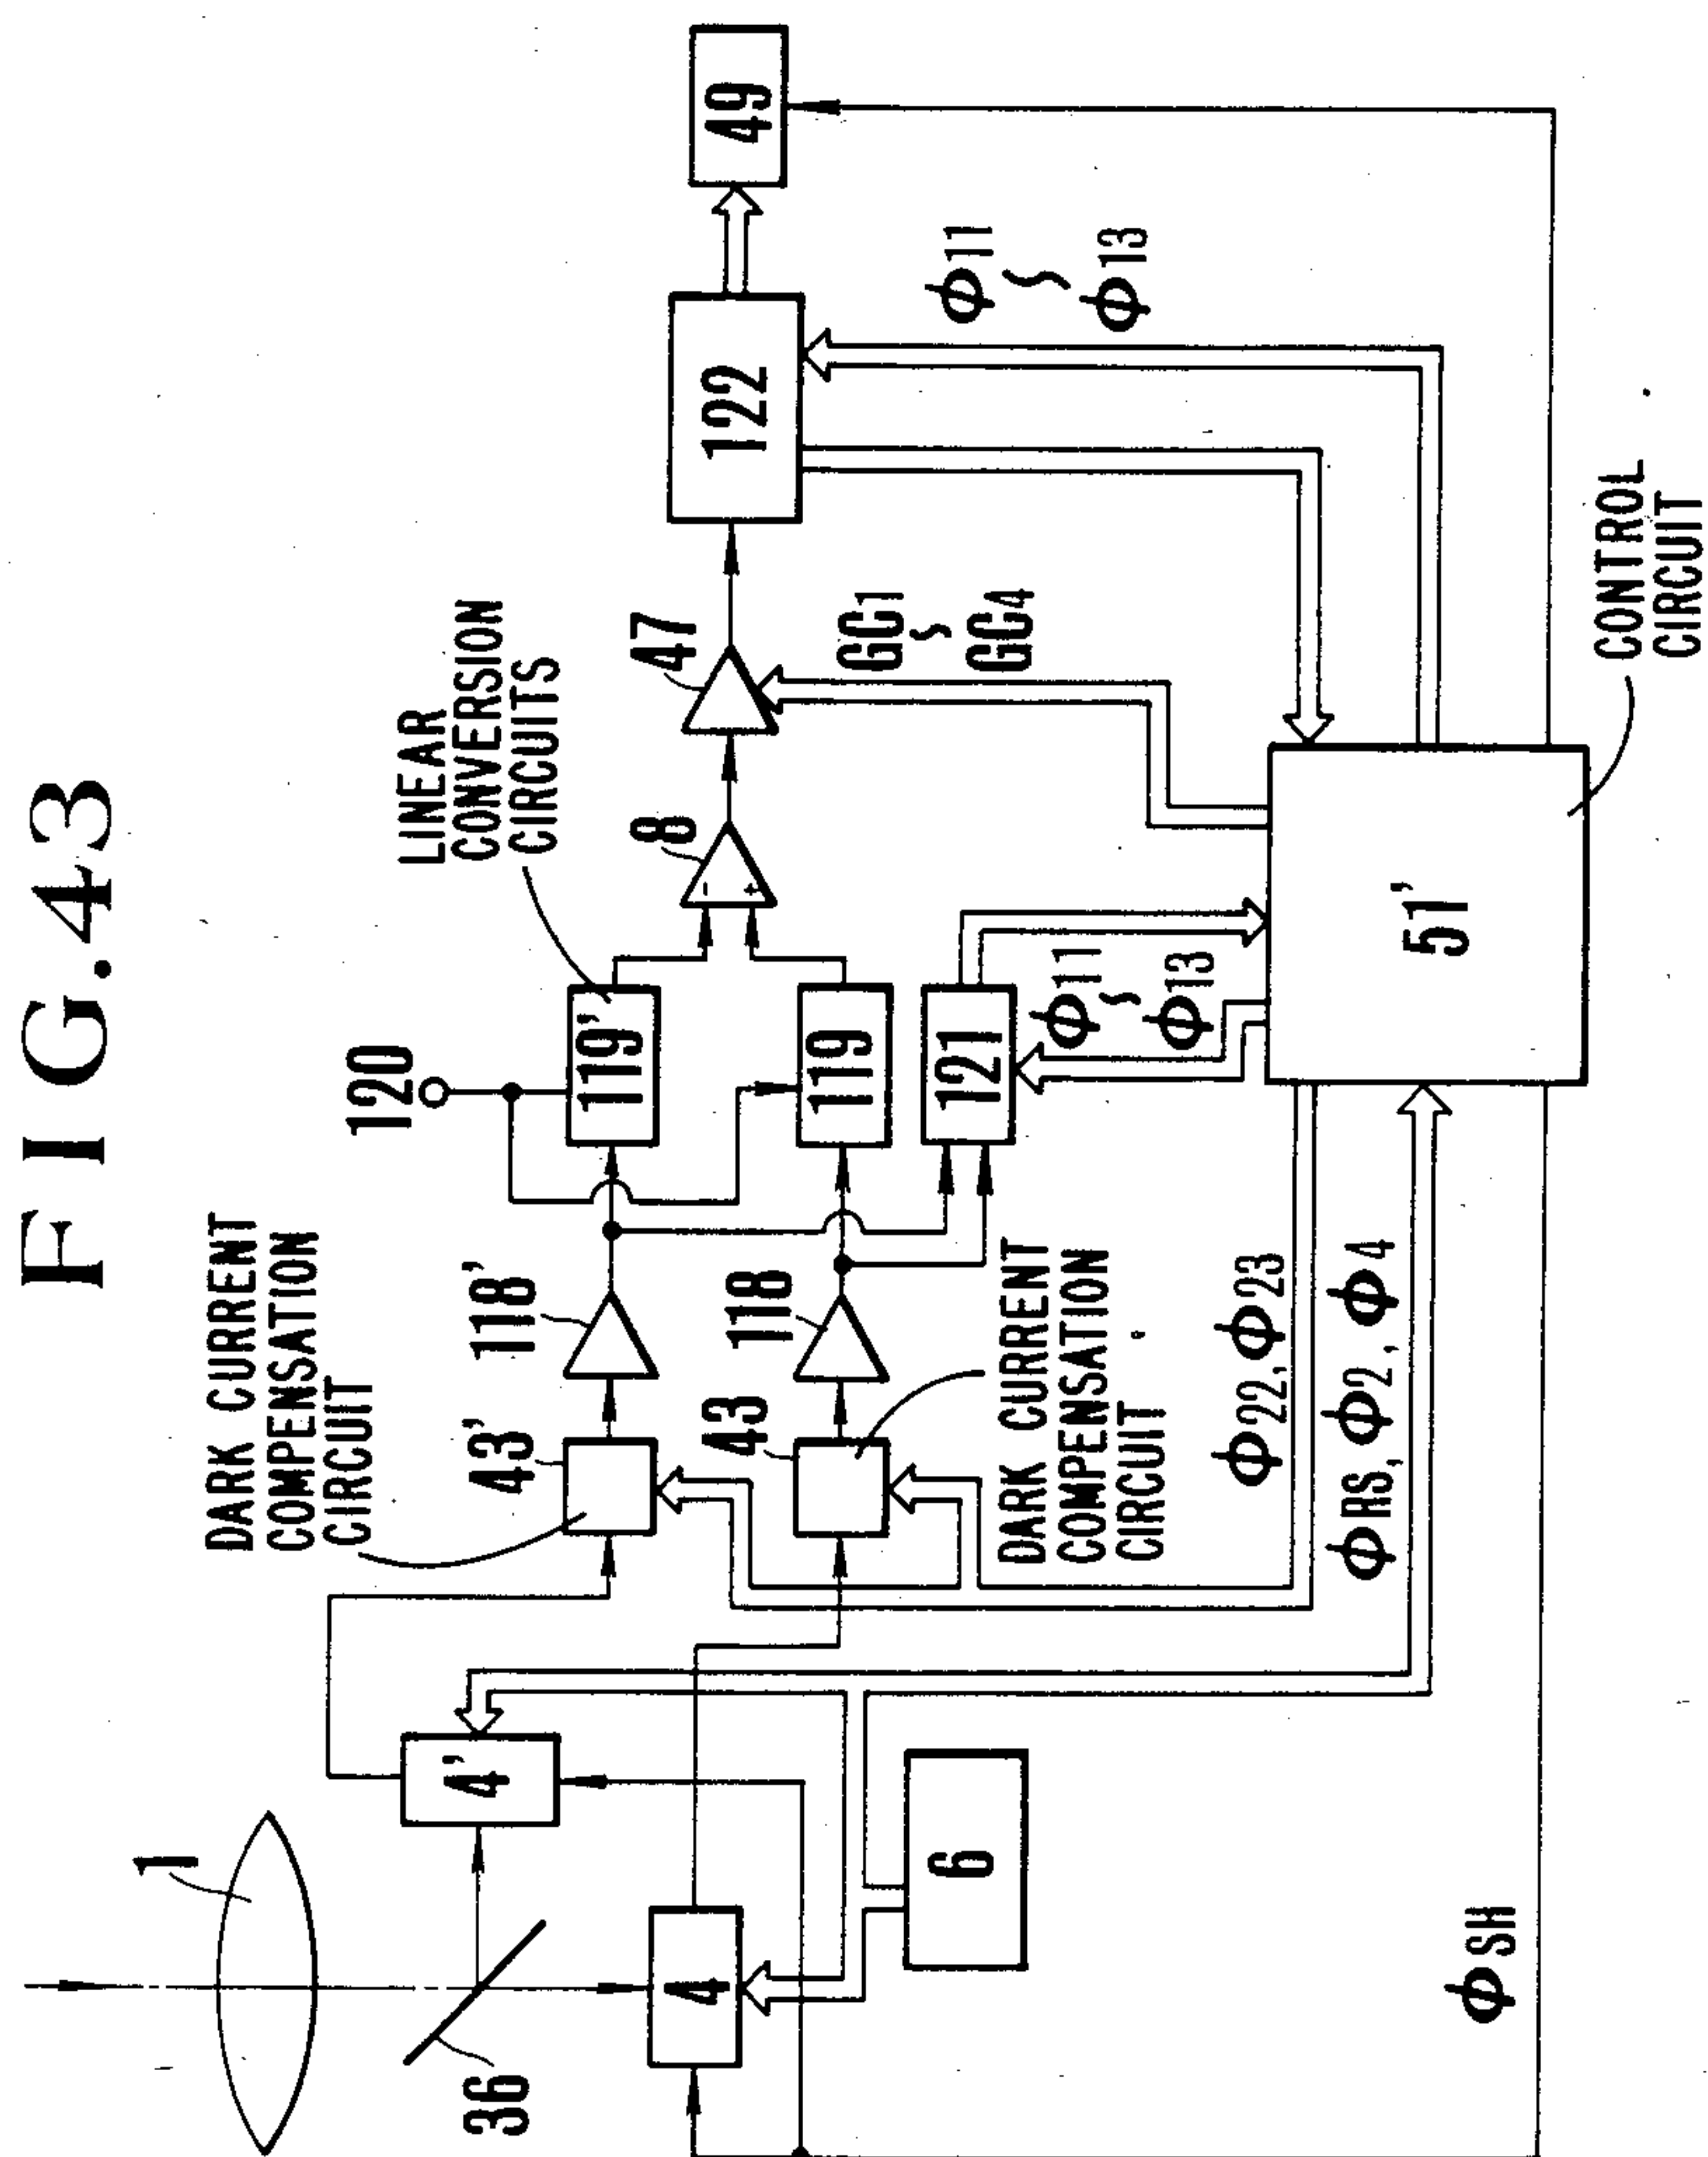 FIG.43
1
36
4'
4
6
DARK CURRENT
COMPENSATION
CIRCUIT
43'
118'
43
118
DARK CURRENT
COMPENSATION
CIRCUIT
120
119'
119
121
LINEAR
CONVERSION
CIRCUITS
8
47
122
49
GC1
~
GC4
ϕ11
~
ϕ13
ϕ11
~
ϕ13
ϕ22, ϕ23
ϕRS, ϕ2, ϕ4
ϕSH
51'
CONTROL
CIRCUIT